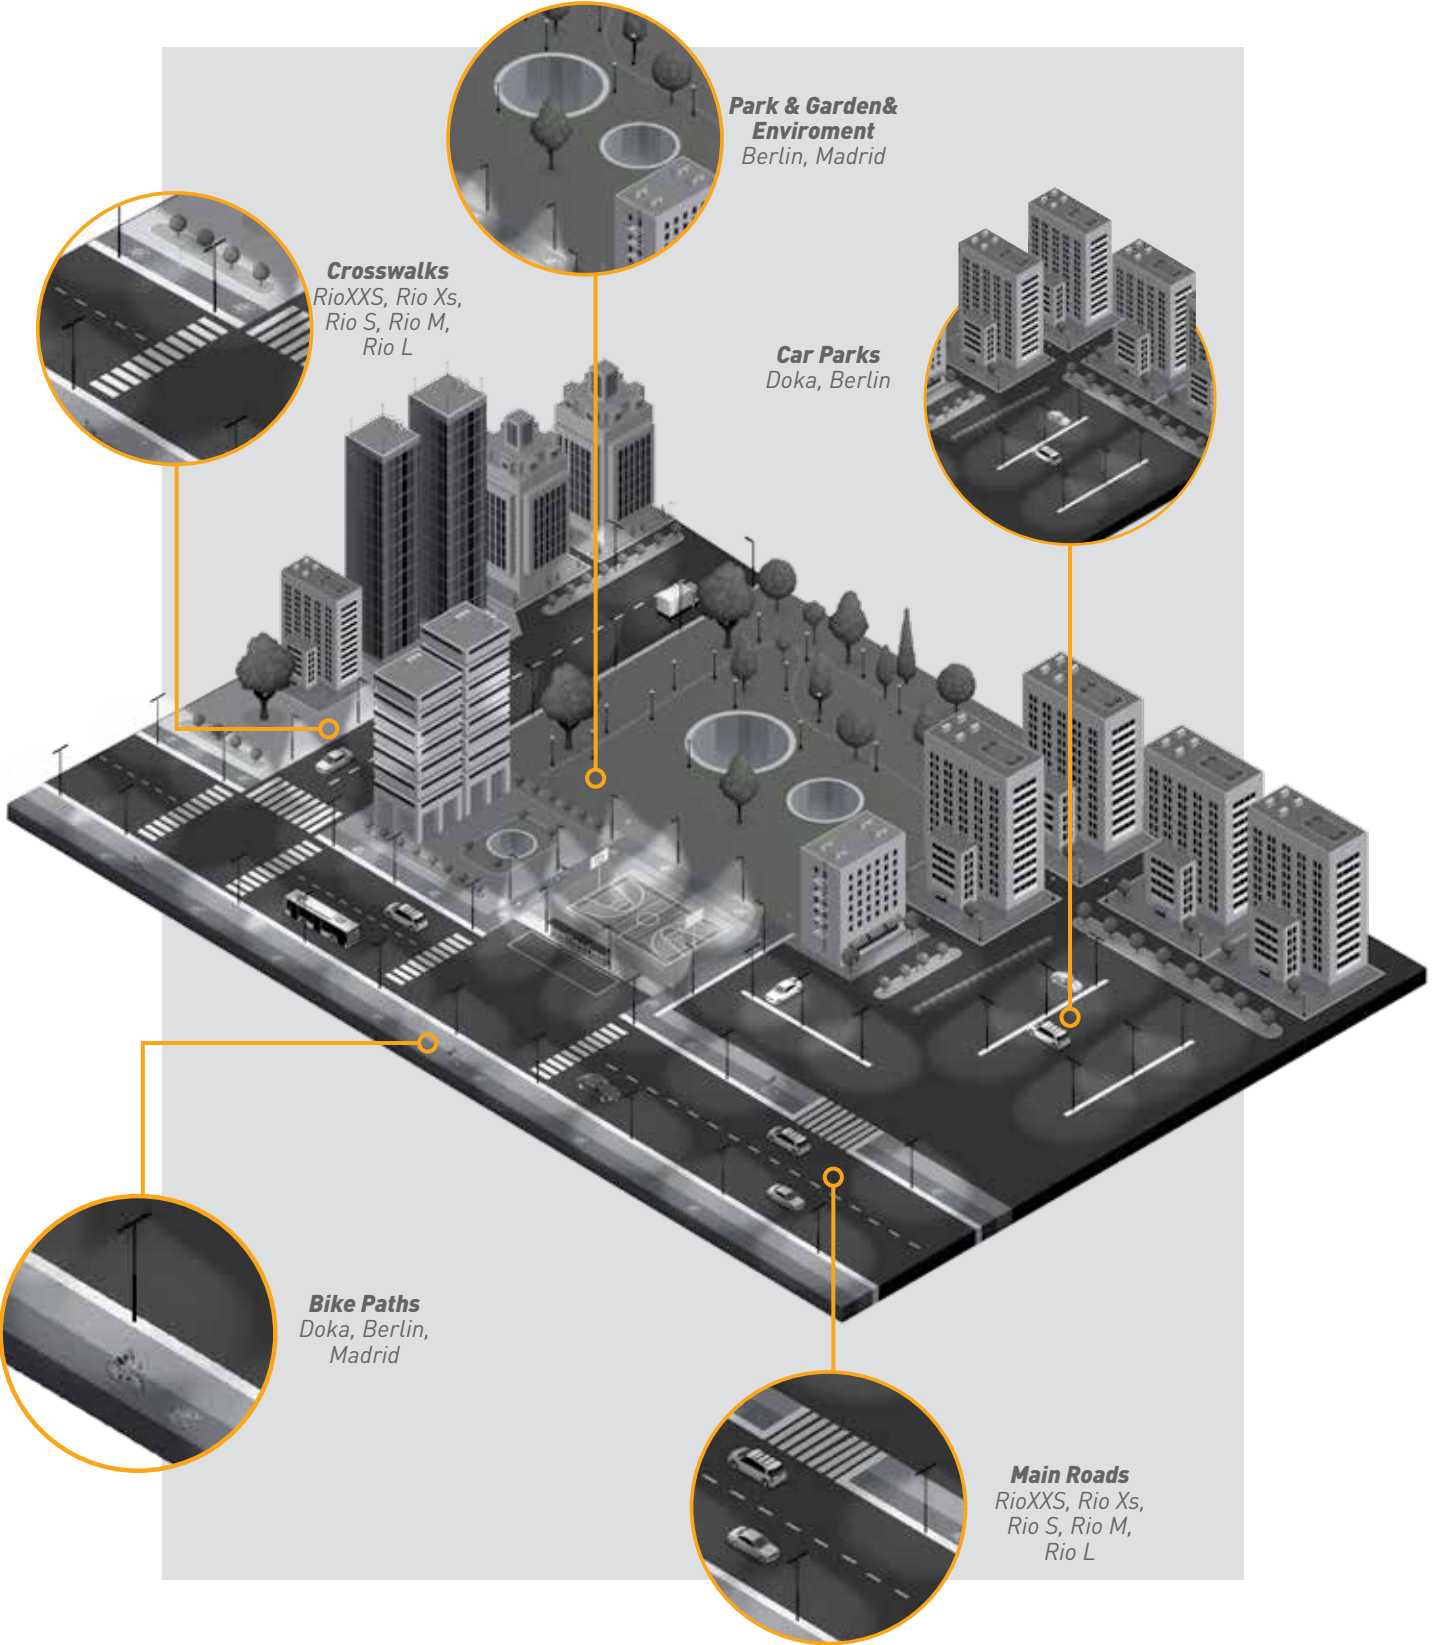 Park & Garden&
Enviroment
Berlin, Madrid
Crosswalks
RioXXS, Rio Xs,
Rio S, Rio M,
Rio L
Car Parks
Doka, Berlin
Bike Paths
Doka, Berlin,
Madrid
Main Roads
RioXXS, Rio Xs,
Rio S, Rio M,
Rio L